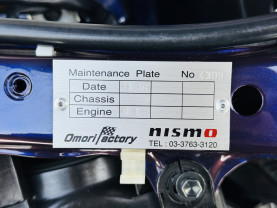 Maintenance Plate No.
Date
Chassis
Engine
Omori Factory nismo
TEL : 03-3763-3120